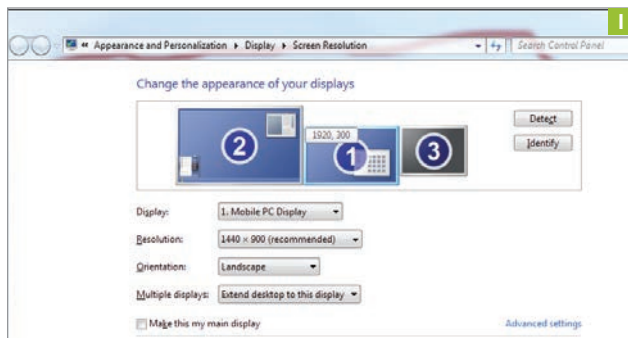 I
« Appearance and Personalization ▸ Display ▸ Screen Resolution
Search Control Panel
Change the appearance of your displays
2
1920, 300
1
3
Detect
Identify
Display: 1. Mobile PC Display
Resolution: 1440 × 900 (recommended)
Orientation: Landscape
Multiple displays: Extend desktop to this display
Make this my main display
Advanced settings